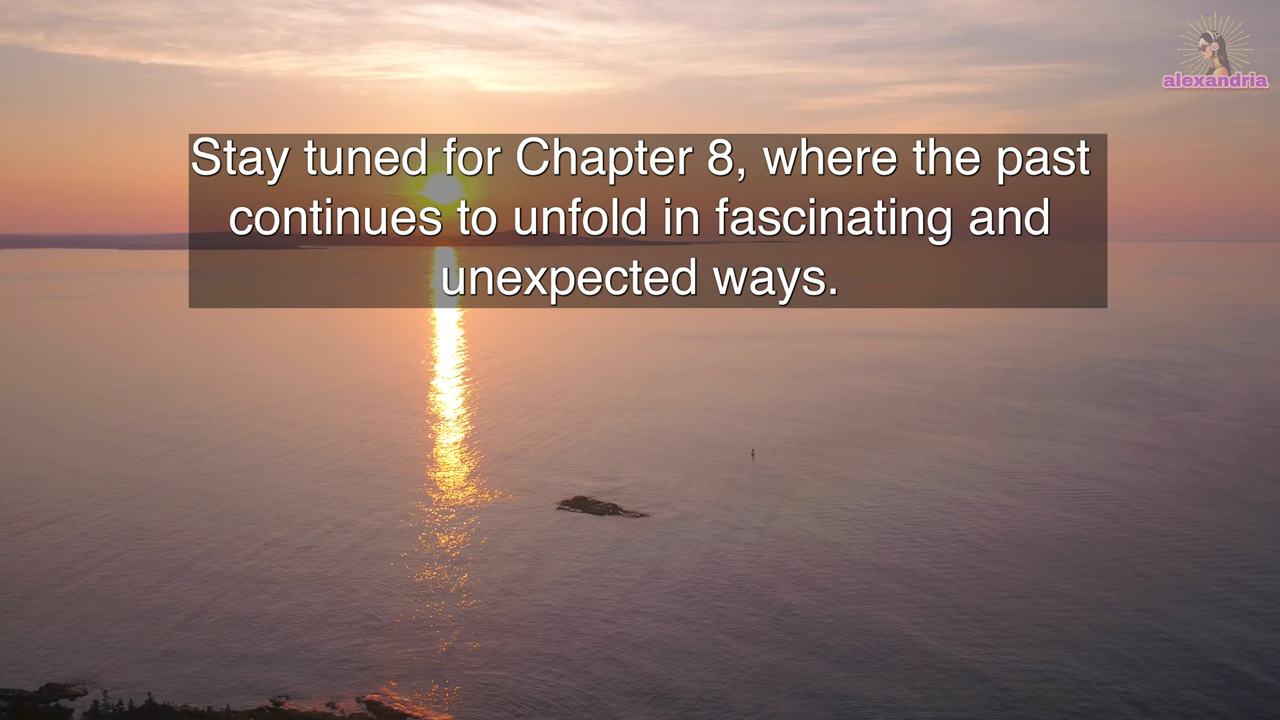 alexandria
Stay tuned for Chapter 8, where the past
continues to unfold in fascinating and
unexpected ways.